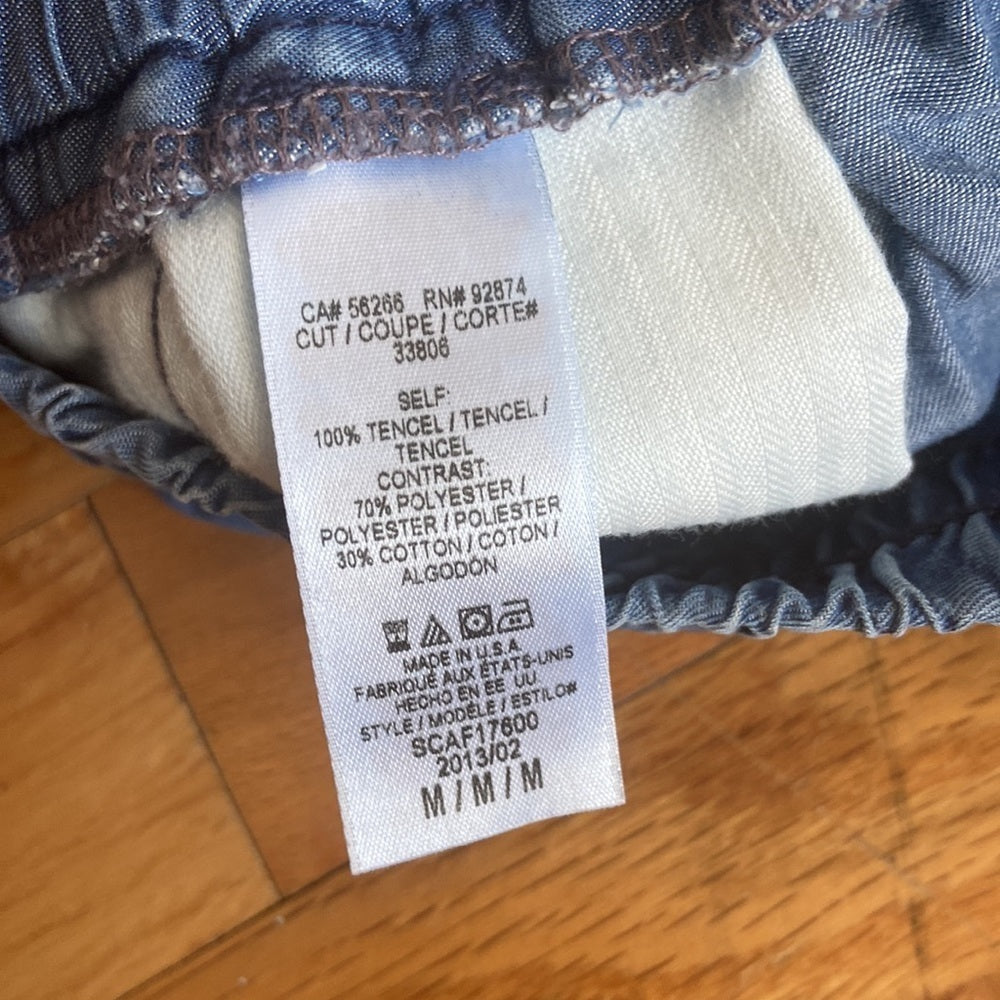 CA# 56266 RN# 92874
CUT / COUPE / CORTE#
33806
SELF:
100% TENCEL / TENCEL /
TENCEL
CONTRAST:
70% POLYESTER /
POLYESTER / POLIESTER
30% COTTON / COTON /
ALGODÓN
MADE IN U.S.A.
FABRIQUÉ AUX ÉTATS-UNIS
HECHO EN EE UU
STYLE / MODÈLE / ESTILO#
SCAF17600
2013/02
M / M / M